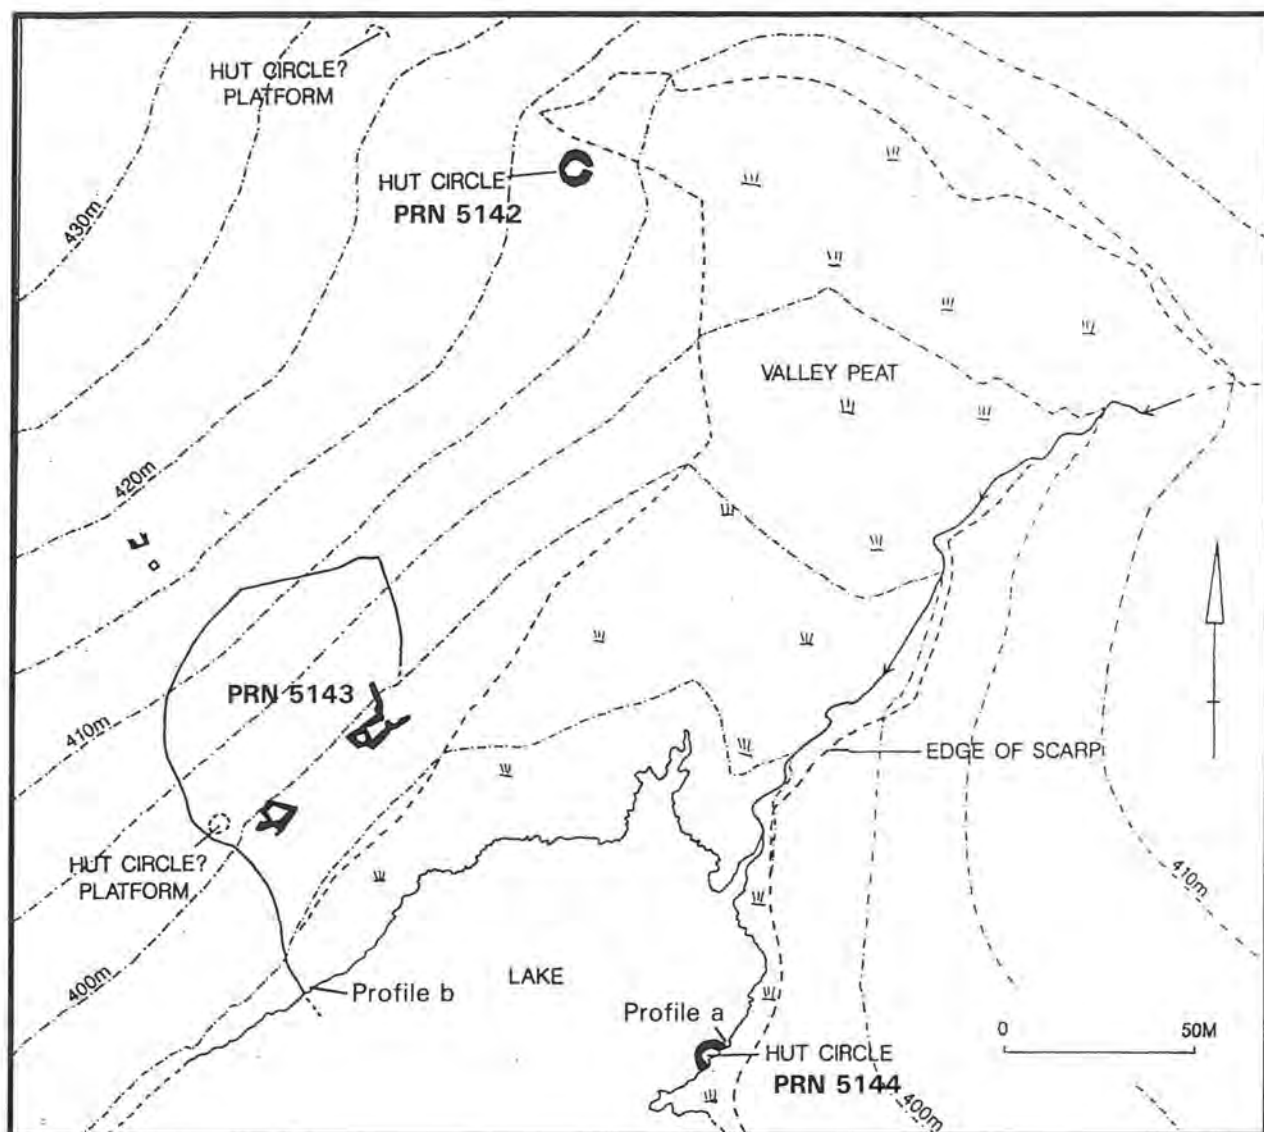 HUT CIRCLE?
PLATFORM
HUT CIRCLE
PRN 5142
430m
VALLEY PEAT
420m
PRN 5143
410m
EDGE OF SCARP
HUT CIRCLE?
PLATFORM
410m
400m
Profile b
LAKE
Profile a
0 50M
HUT CIRCLE
PRN 5144
400m